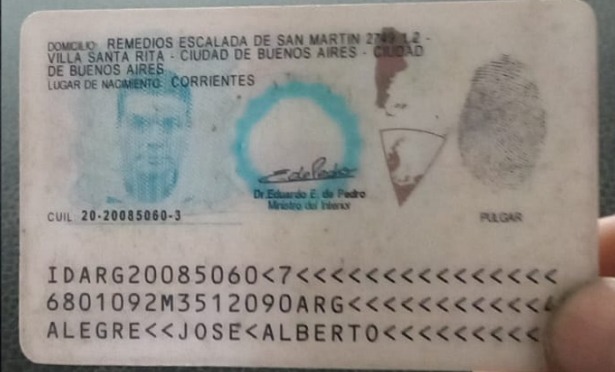 DOMICILIO: REMEDIOS ESCALADA DE SAN MARTIN 2749 1 2 -
VILLA SANTA RITA - CIUDAD DE BUENOS AIRES - CIUDAD
DE BUENOS AIRES
LUGAR DE NACIMIENTO: CORRIENTES
EdePedro
Dr. Eduardo E. de Pedro
Ministro del Interior
CUIL: 20-20085060-3
PULGAR
IDARG20085060<7<<<<<<<<<<<<<<<
6801092M3512090ARG<<<<<<<<<<<4
ALEGRE<<JOSE<ALBERTO<<<<<<<<<<